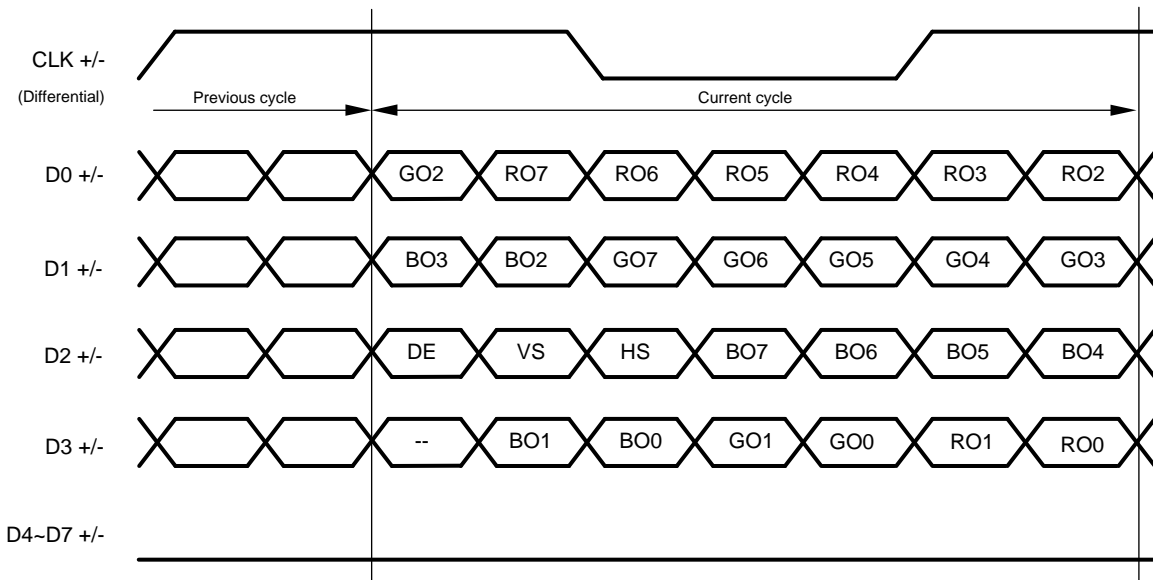 CLK +/-
(Differential)
Previous cycle
Current cycle
D0 +/-
GO2 RO7 RO6 RO5 RO4 RO3 RO2
D1 +/-
BO3 BO2 GO7 GO6 GO5 GO4 GO3
D2 +/-
DE VS HS BO7 BO6 BO5 BO4
D3 +/-
-- BO1 BO0 GO1 GO0 RO1 RO0
D4~D7 +/-